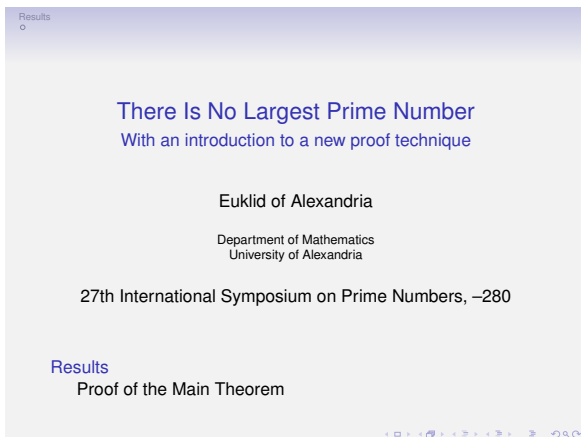 Results
There Is No Largest Prime Number
With an introduction to a new proof technique
Euklid of Alexandria
Department of Mathematics
University of Alexandria
27th International Symposium on Prime Numbers, –280
Results
Proof of the Main Theorem